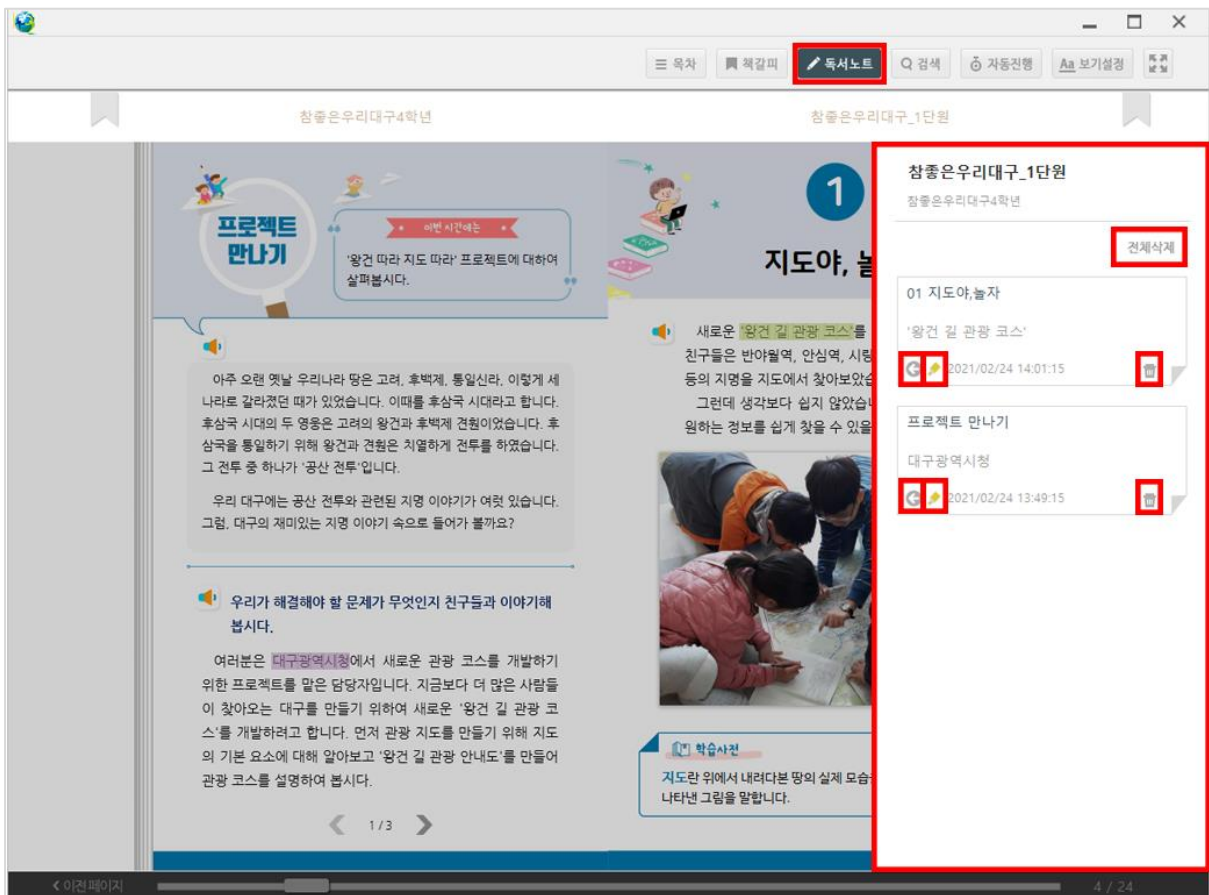 목차 책갈피 독서노트 검색 자동진행 Aa 보기설정
참좋은우리대구4학년
참좋은우리대구_1단원
프로젝트
만나기
이번 시간에는
'왕건 따라 지도 따라' 프로젝트에 대하여
살펴봅시다.
아주 오랜 옛날 우리나라 땅은 고려, 후백제, 통일신라, 이렇게 세
나라로 갈라졌던 때가 있었습니다. 이때를 후삼국 시대라고 합니다.
후삼국 시대의 두 영웅은 고려의 왕건과 후백제 견훤이었습니다. 후
삼국을 통일하기 위해 왕건과 견훤은 치열하게 전투를 하였습니다.
그 전투 중 하나가 '공산 전투'입니다.
우리 대구에는 공산 전투와 관련된 지명 이야기가 여럿 있습니다.
그럼, 대구의 재미있는 지명 이야기 속으로 들어가 볼까요?
우리가 해결해야 할 문제가 무엇인지 친구들과 이야기해
봅시다.
여러분은 대구광역시청에서 새로운 관광 코스를 개발하기
위한 프로젝트를 맡은 담당자입니다. 지금보다 더 많은 사람들
이 찾아오는 대구를 만들기 위하여 새로운 '왕건 길 관광 코
스'를 개발하려고 합니다. 먼저 관광 지도를 만들기 위해 지도
의 기본 요소에 대해 알아보고 '왕건 길 관광 안내도'를 만들어
관광 코스를 설명하여 봅시다.
1/3
1
지도야,
새로운 '왕건 길 관광 코스'를
친구들은 반야월역, 안심역, 시랑
등의 지명을 지도에서 찾아보았습
그런데 생각보다 쉽지 않았습니
원하는 정보를 쉽게 찾을 수 있을
학습사전
지도란 위에서 내려다본 땅의 실제 모습
나타낸 그림을 말합니다.
참좋은우리대구_1단원
참좋은우리대구4학년
전체삭제
01 지도야,놀자
'왕건 길 관광 코스'
2021/02/24 14:01:15
프로젝트 만나기
대구광역시청
2021/02/24 13:49:15
이전페이지
4 / 24